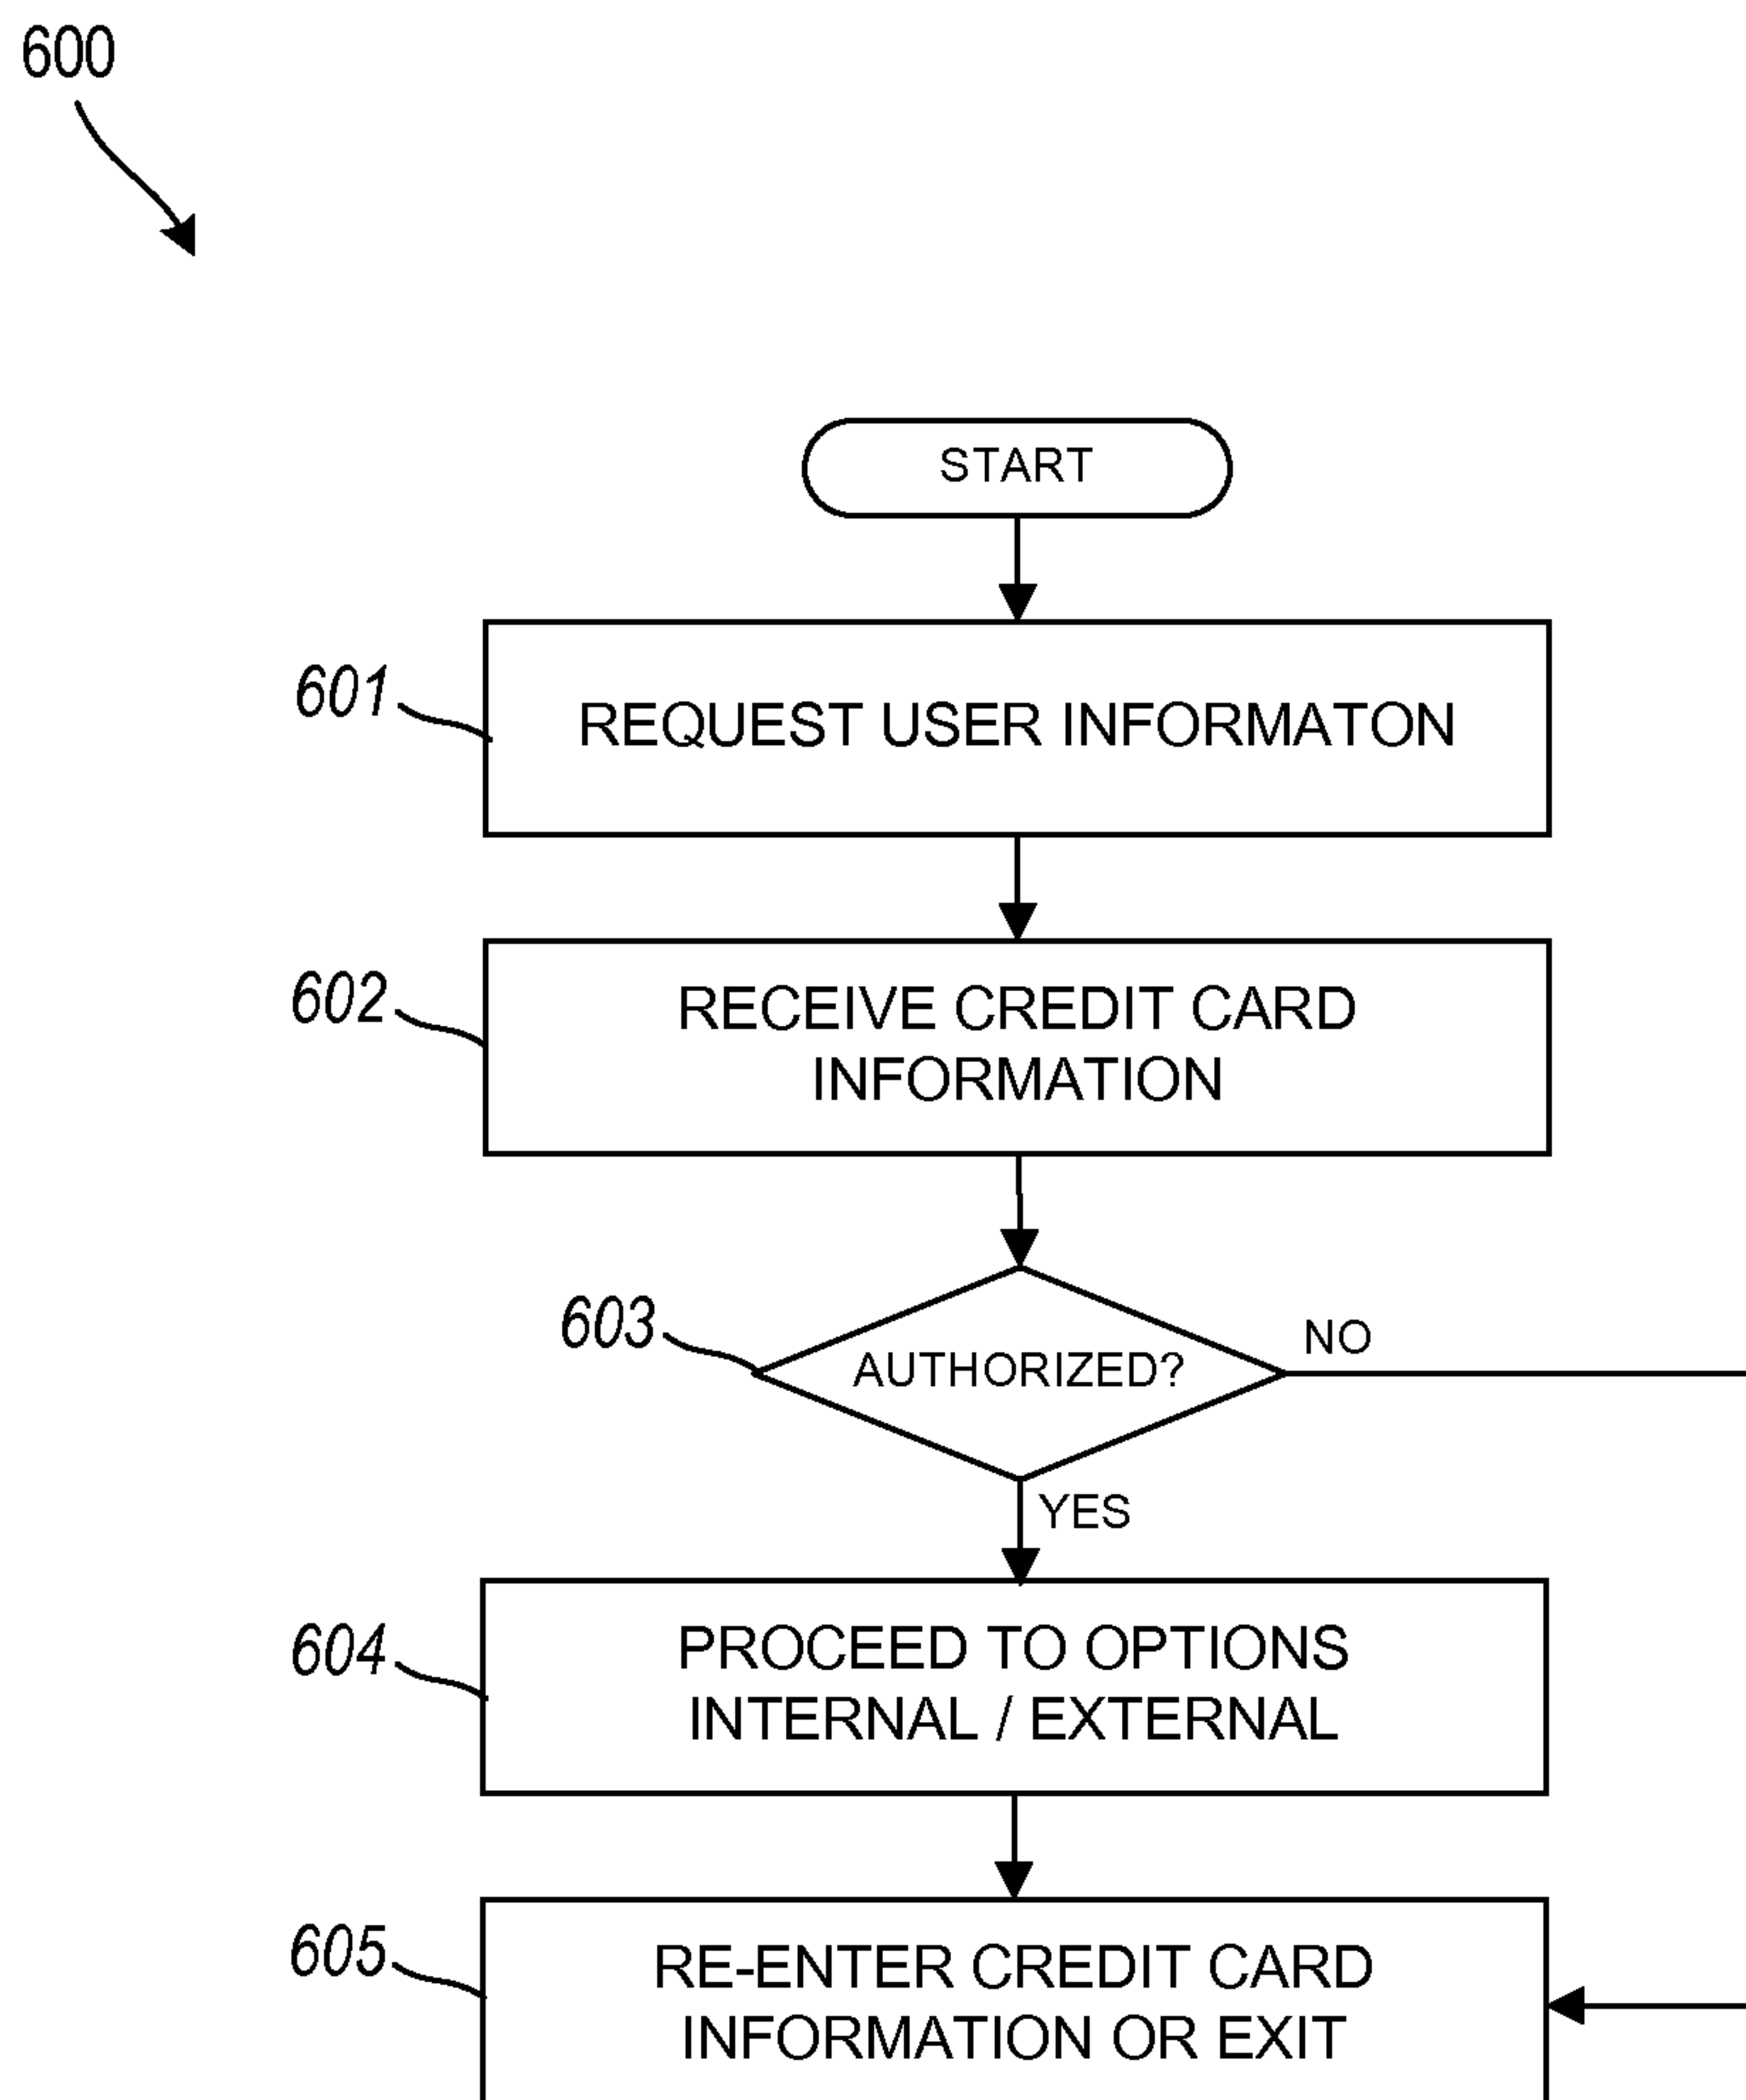 600
START
601
REQUEST USER INFORMATON
602
RECEIVE CREDIT CARD
INFORMATION
603
AUTHORIZED?
NO
YES
604
PROCEED TO OPTIONS
INTERNAL / EXTERNAL
605
RE-ENTER CREDIT CARD
INFORMATION OR EXIT